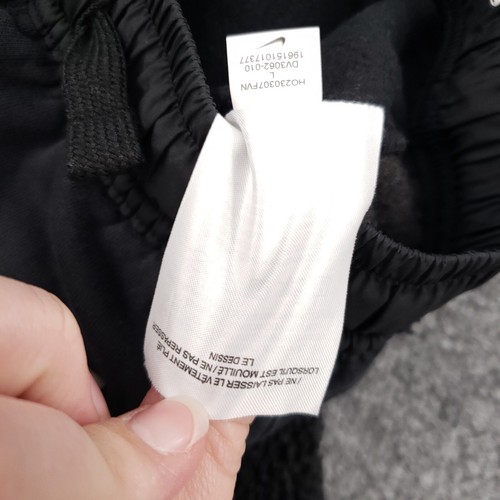 HO230307FVN
L
DV3062-010
196151017377
/ NE PAS LAISSER LE VÊTEMENT PLIÉ
LORSQU'IL EST MOUILLÉ / NE PAS REPASSER
LE DESSIN